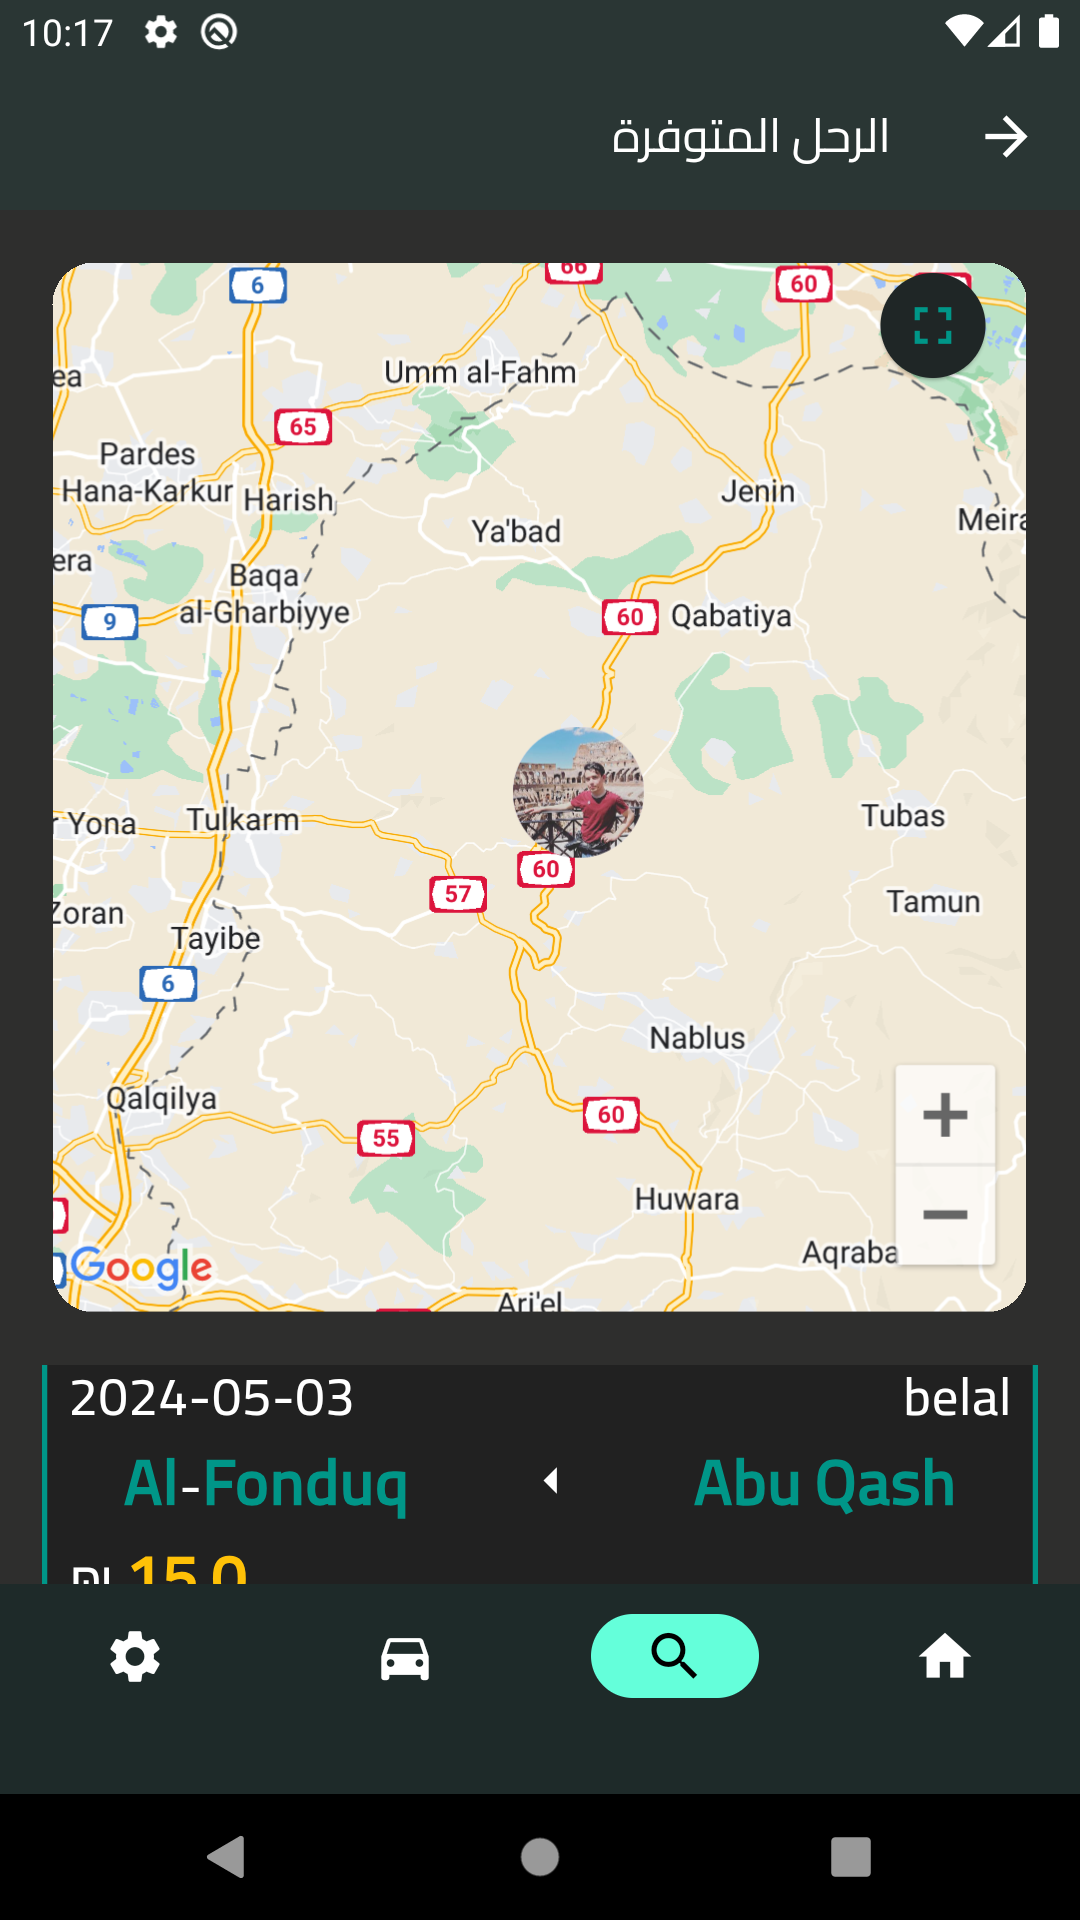 10:17
الرحل المتوفرة
6
66
60
Umm al-Fahm
ea
65
Pardes
Hana-Karkur
Harish
Jenin
Ya'bad
Meira
era
Baqa
al-Gharbiyye
9
60
Qabatiya
Yona
Tulkarm
Tubas
60
57
Zoran
Tamun
Tayibe
6
Nablus
Qalqilya
60
55
Huwara
Aqraba
Google
Ari'el
belal
2024-05-03
Abu Qash
Al-Fonduq
15.0 ₪